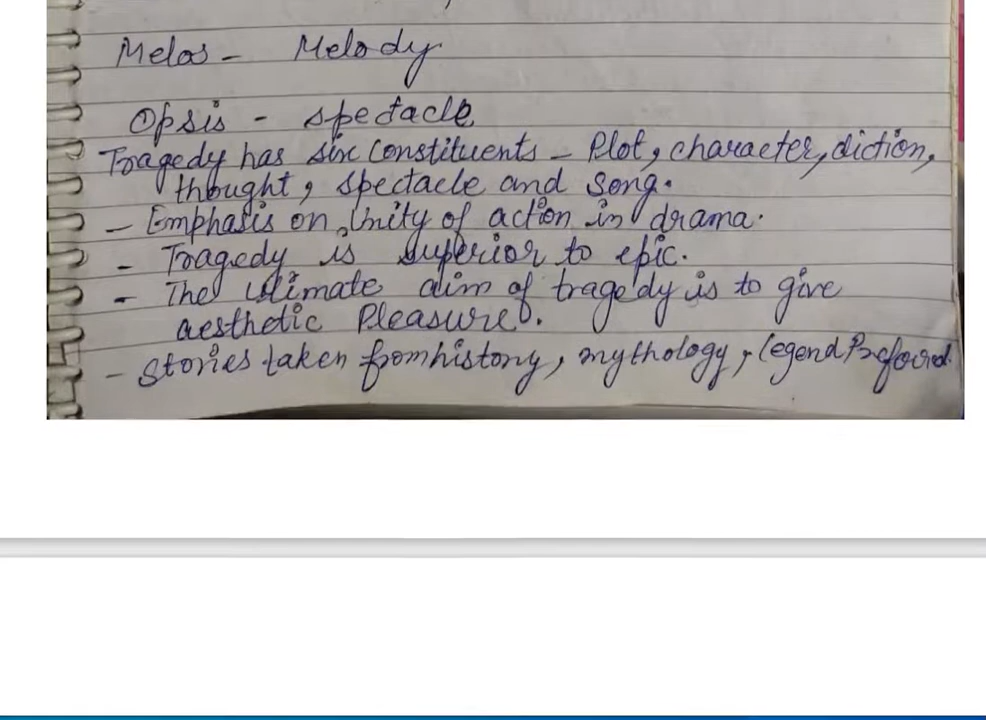 Melos - Melody
Opsis - spectacle
Tragedy has six constituents - Plot, character, diction,
thought, spectacle and song.
- Emphasis on Unity of action in drama.
- Tragedy is superior to epic.
- The ultimate aim of tragedy is to give
aesthetic Pleasure.
- stories taken from history, mythology, legend Preferred.